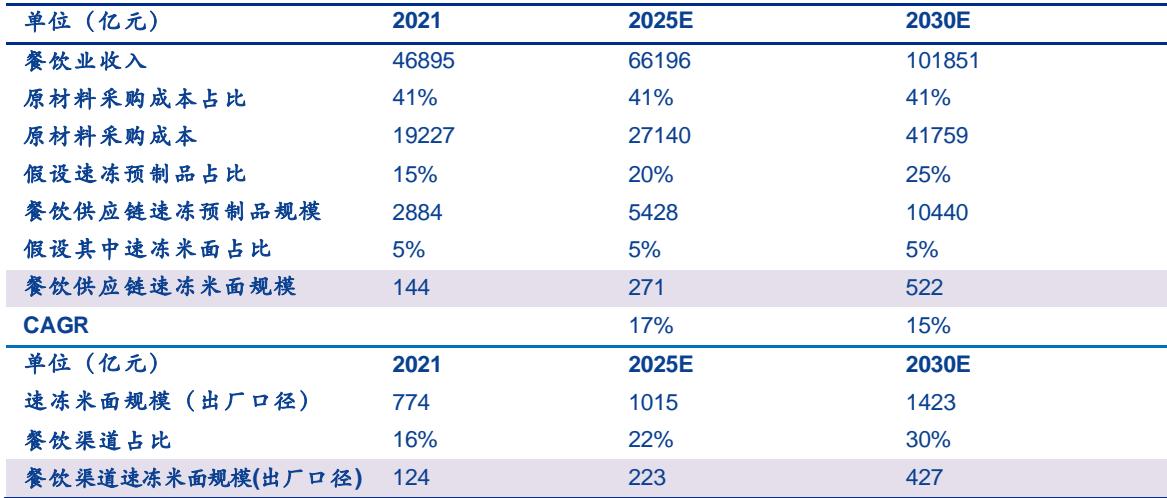 单位（亿元） 2021 2025E 2030E
餐饮业收入 46895 66196 101851
原材料采购成本占比 41% 41% 41%
原材料采购成本 19227 27140 41759
假设速冻预制品占比 15% 20% 25%
餐饮供应链速冻预制品规模 2884 5428 10440
假设其中速冻米面占比 5% 5% 5%
餐饮供应链速冻米面规模 144 271 522
CAGR 17% 15%
单位（亿元） 2021 2025E 2030E
速冻米面规模（出厂口径） 774 1015 1423
餐饮渠道占比 16% 22% 30%
餐饮渠道速冻米面规模(出厂口径) 124 223 427